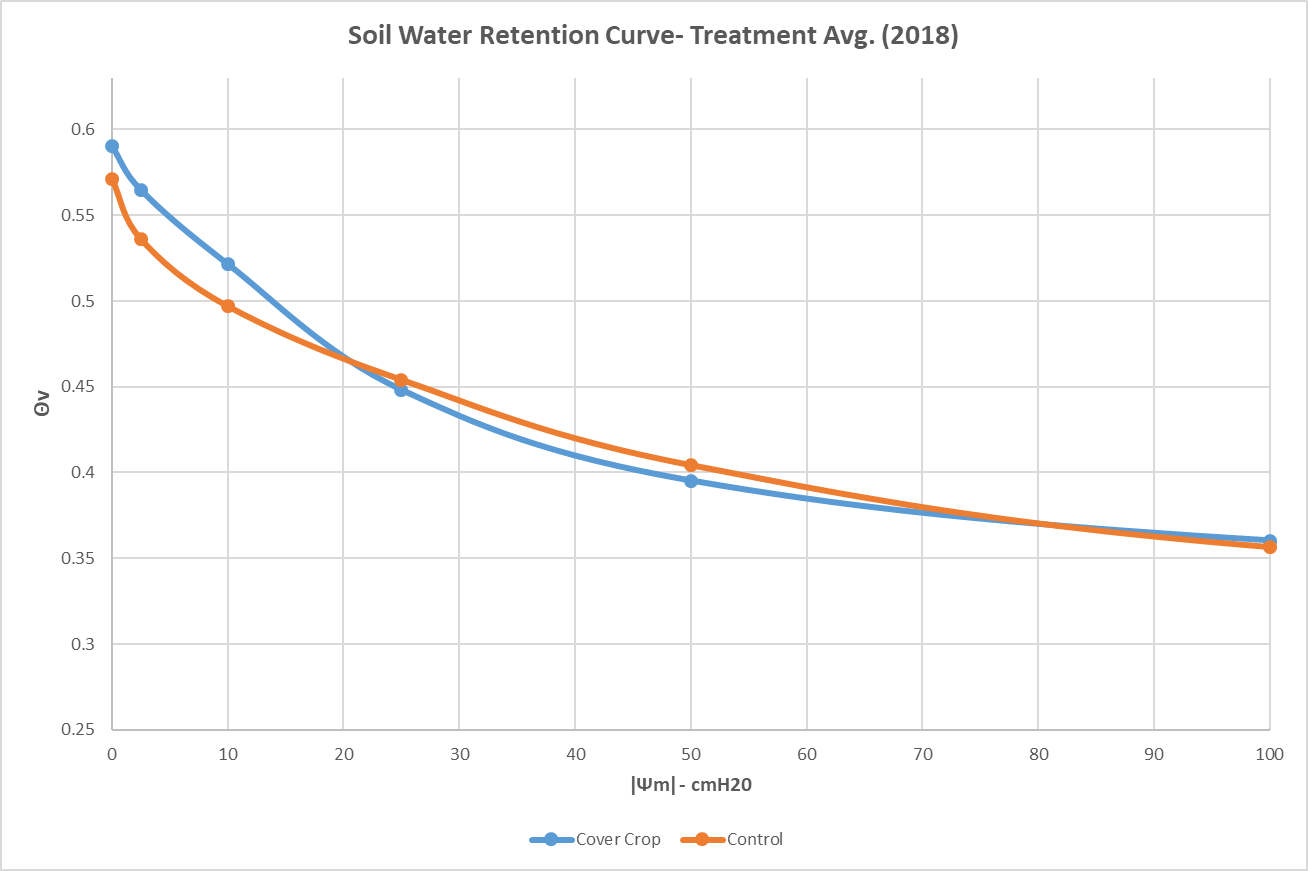 Soil Water Retention Curve- Treatment Avg. (2018)
0.6
0.55
0.5
0.45
0.4
0.35
0.3
0.25
Θv
0 10 20 30 40 50 60 70 80 90 100
|Ψm| - cmH20
Cover Crop Control